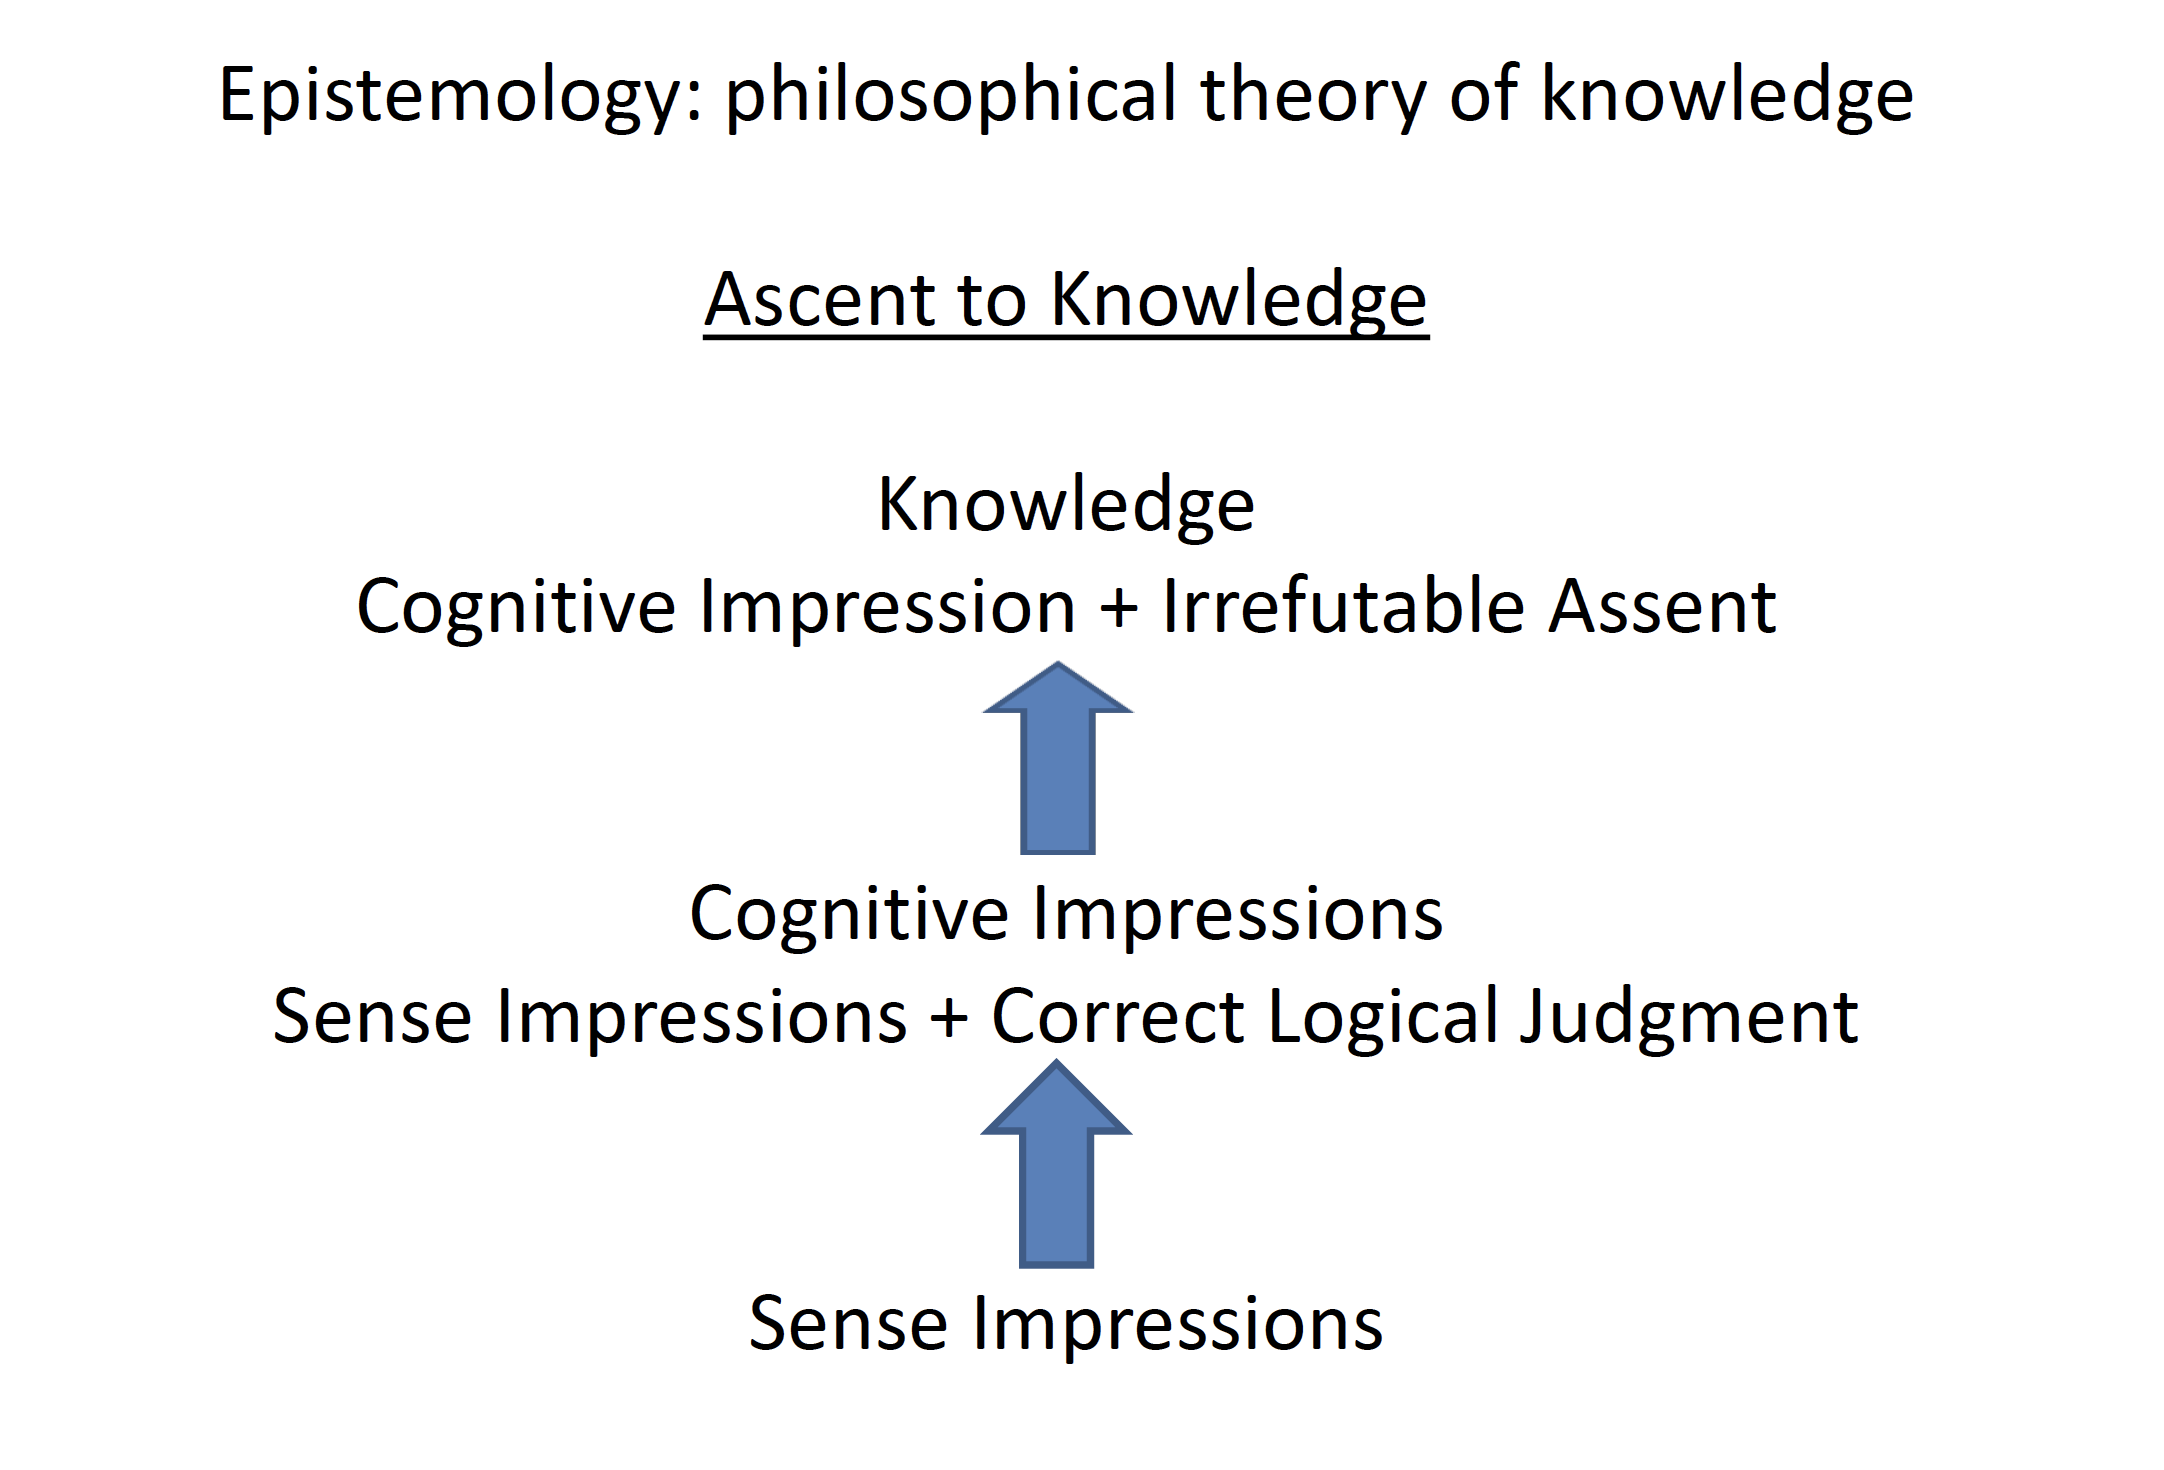 Epistemology: philosophical theory of knowledge
Ascent to Knowledge
Knowledge
Cognitive Impression + Irrefutable Assent
Cognitive Impressions
Sense Impressions + Correct Logical Judgment
Sense Impressions